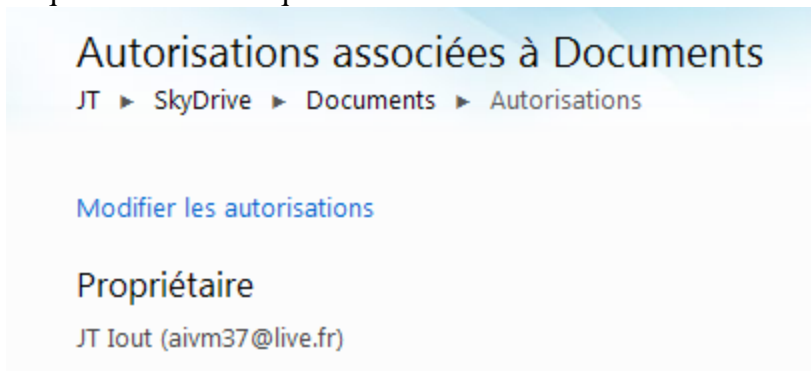 Autorisations associées à Documents
JT ► SkyDrive ► Documents ► Autorisations
Modifier les autorisations
Propriétaire
JT Iout (aivm37@live.fr)